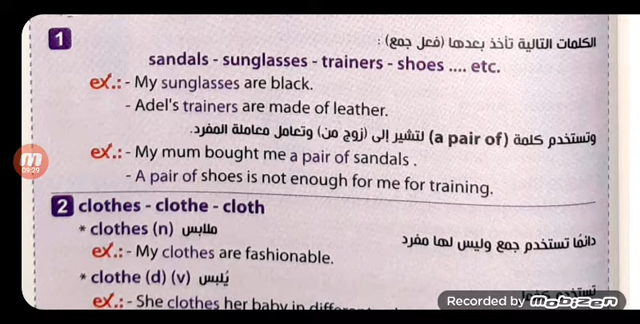 1 الكلمات التالية تأخذ بعدها (فعل جمع) :
sandals - sunglasses - trainers - shoes .... etc.
ex.: - My sunglasses are black.
- Adel's trainers are made of leather.
وتستخدم كلمة (a pair of) لتشير إلى (زوج من) وتعامل معاملة المفرد.
ex.: - My mum bought me a pair of sandals .
- A pair of shoes is not enough for me for training.
2 clothes - clothe - cloth
* clothes (n) ملابس دائمًا تستخدم جمع وليس لها مفرد
ex.: - My clothes are fashionable.
* clothe (d) (v) يُلبس
ex.: - She clothes her baby in
09:29
Recorded by mobizen